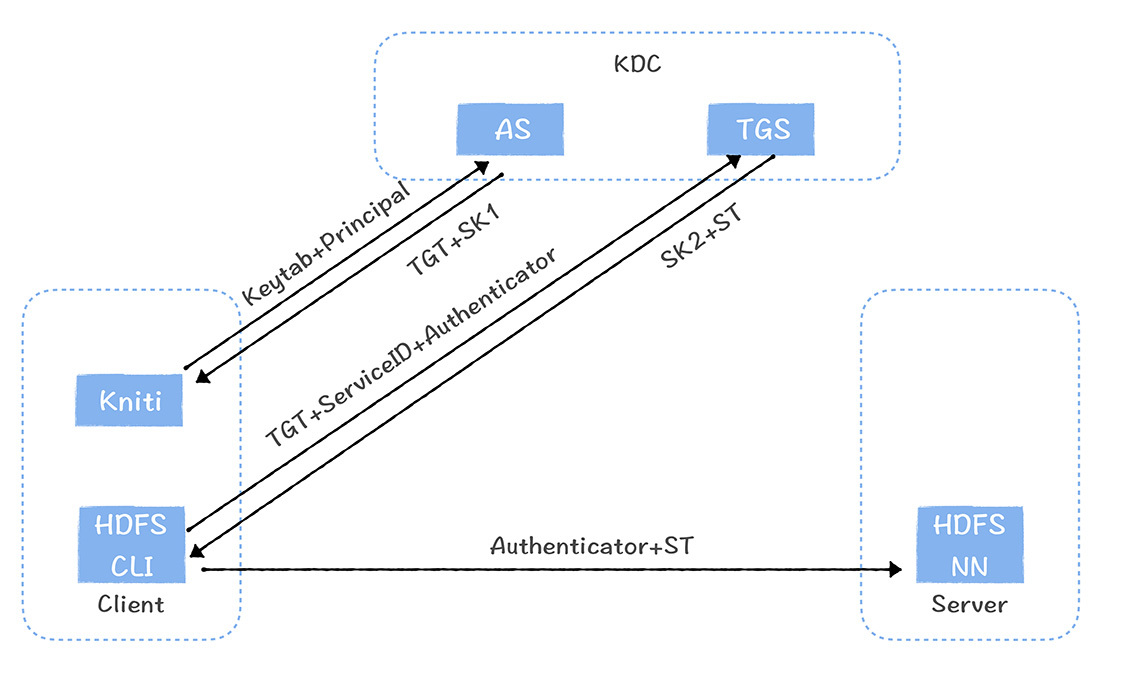 KDC
AS
TGS
Keytab+Principal
TGT+SK1
TGT+ServiceID+Authenticator
SK2+ST
Kniti
HDFS
CLI
Client
Authenticator+ST
HDFS
NN
Server